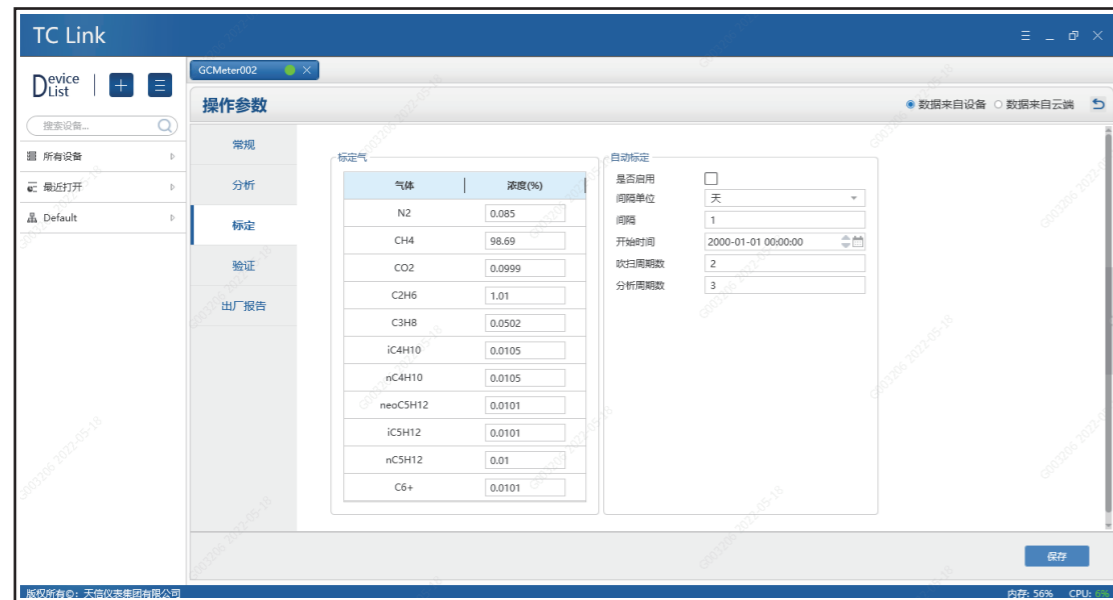 TC Link
Device List
GCMeter002
操作参数
数据来自设备 数据来自云端
搜索设备...
所有设备
最近打开
Default
常规
分析
标定
验证
出厂报告
标定气
气体 浓度(%)
N2 0.085
CH4 98.69
CO2 0.0999
C2H6 1.01
C3H8 0.0502
iC4H10 0.0105
nC4H10 0.0105
neoC5H12 0.0101
iC5H12 0.0101
nC5H12 0.01
C6+ 0.0101
自动标定
是否启用
间隔单位 天
间隔 1
开始时间 2000-01-01 00:00:00
吹扫周期数 2
分析周期数 3
保存
版权所有©：天信仪表集团有限公司
内存: 56% CPU: 6%
G003206 2022-05-18